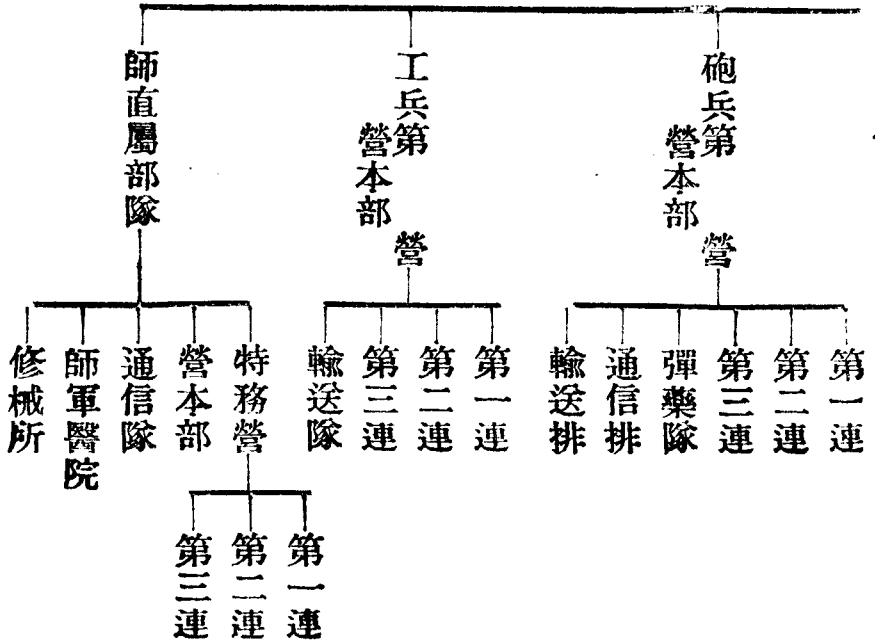 砲兵第　營
營本部
第一連
第二連
第三連
彈藥隊
通信排
輸送排
工兵第　營
營本部
第一連
第二連
第三連
輸送隊
師直屬部隊
特務營
營本部
通信隊
師軍醫院
修械所
第一連
第二連
第三連